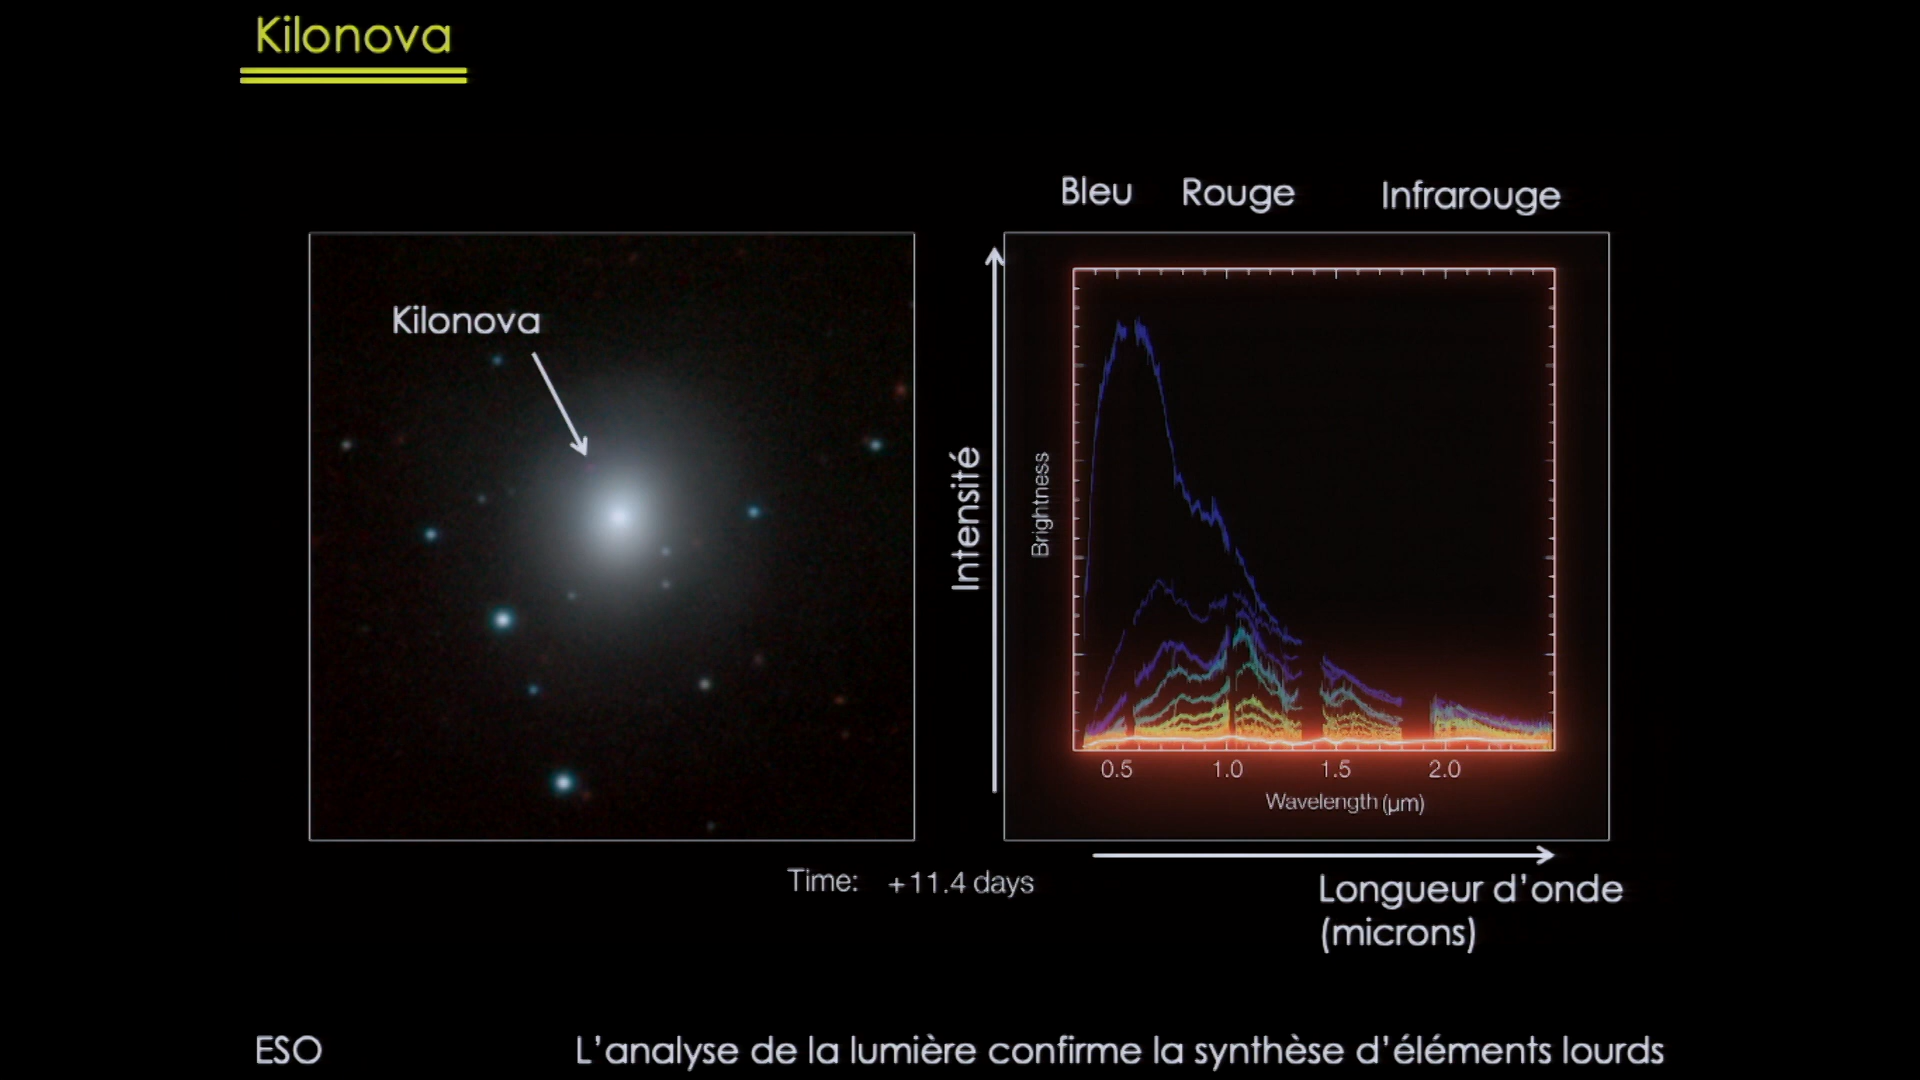 Kilonova
Bleu Rouge Infrarouge
Kilonova
Intensité
Brightness
0.5 1.0 1.5 2.0
Wavelength (μm)
Time: +11.4 days
Longueur d’onde
(microns)
ESO L’analyse de la lumière confirme la synthèse d’éléments lourds